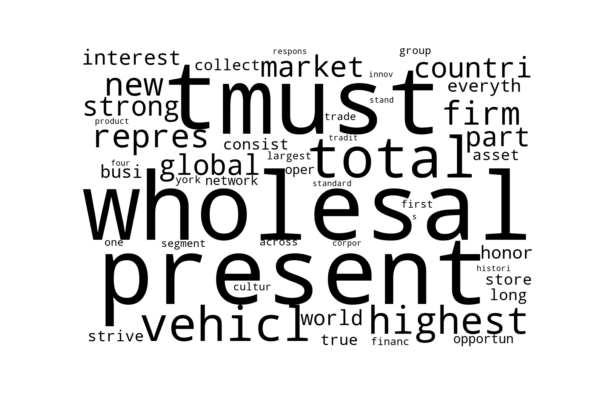 respons
group
interest
collect
market
countri
new
tmust
innov
everyth
strong
stand
firm
product
trade
repres
tradit
part
consist
total
four
global
largest
asset
busi
oper
york
network
standard
wholesal
first
s
one
segment
across
corpor
honor
present
histori
store
cultur
long
vehicl
world
highest
strive
true
financ
opportun